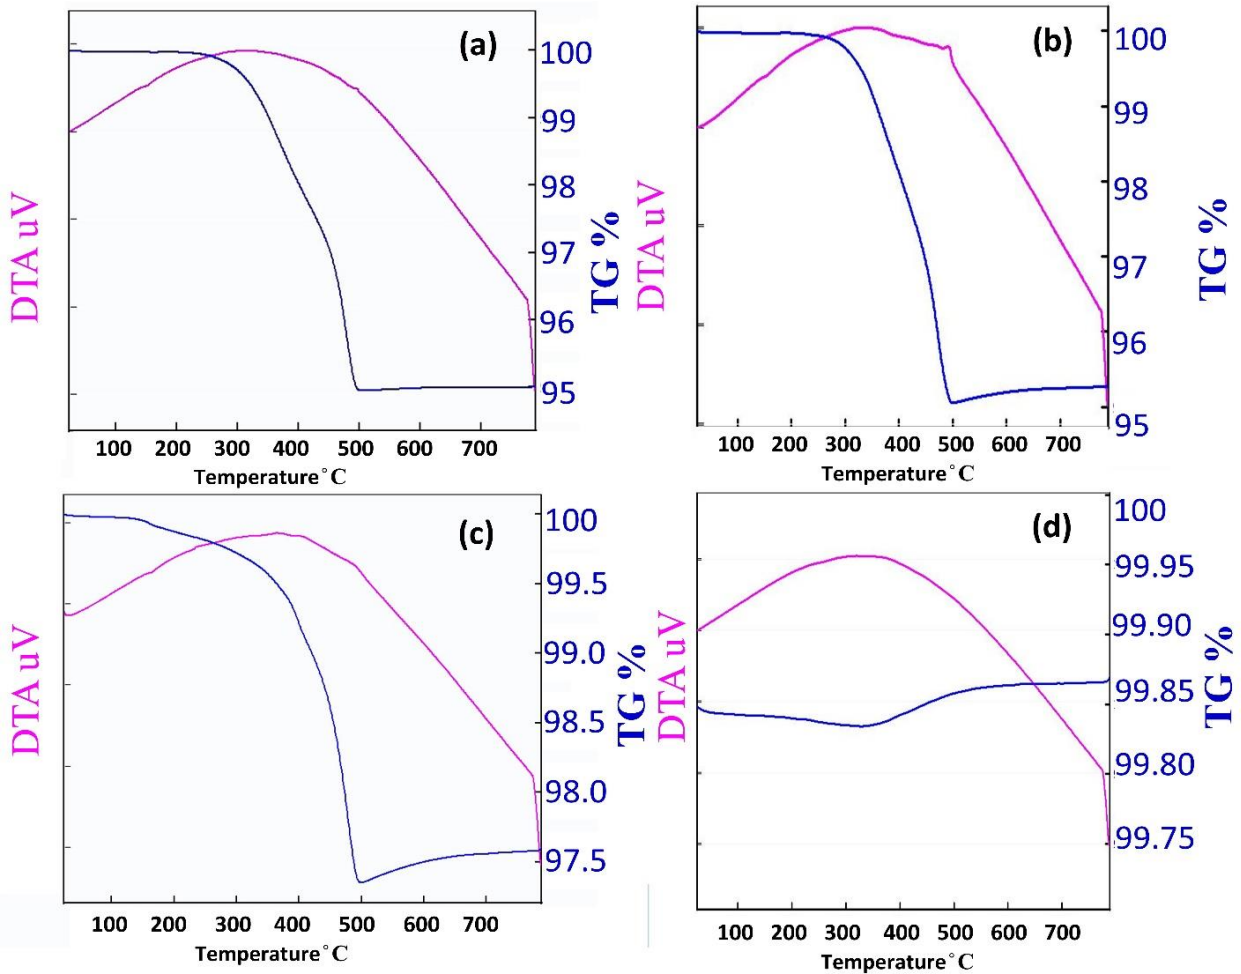 (a)
100
99
98
97
96
95
DTA uV
TG %
100 200 300 400 500 600 700
Temperature°C
(b)
100
99
98
97
96
95
DTA uV
TG %
100 200 300 400 500 600 700
Temperature°C
(c)
100
99.5
99.0
98.5
98.0
97.5
DTA uV
TG %
100 200 300 400 500 600 700
Temperature°C
(d)
100
99.95
99.90
99.85
99.80
99.75
DTA uV
TG %
100 200 300 400 500 600 700
Temperature°C